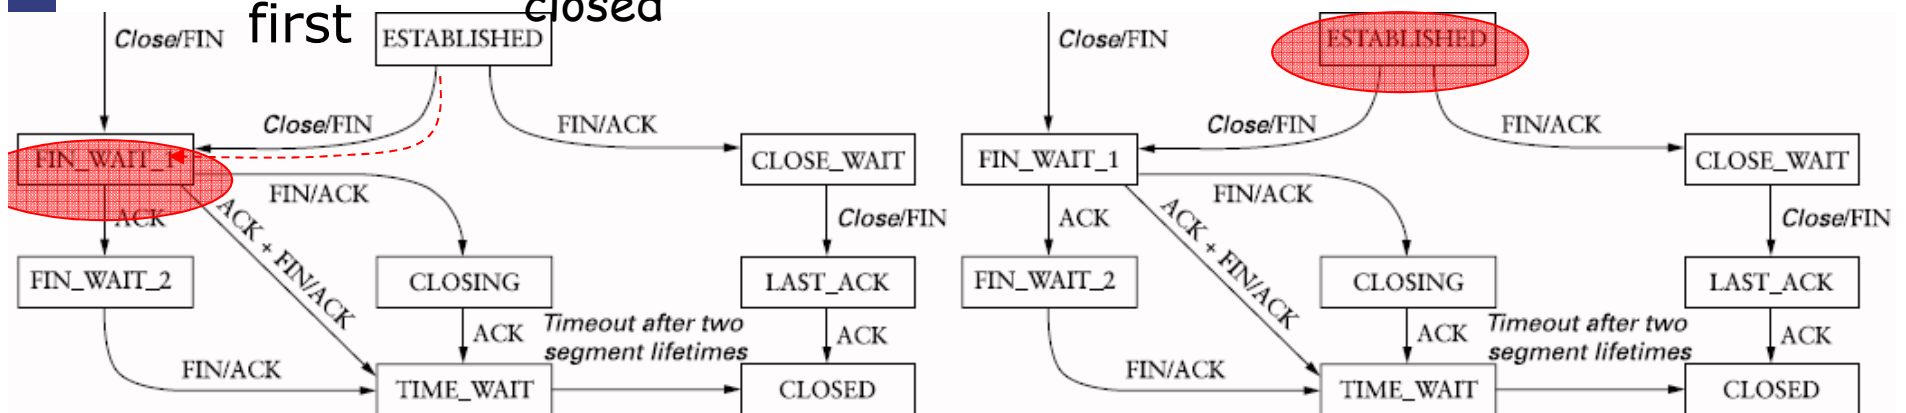 first
closed
Close/FIN
ESTABLISHED
Close/FIN
FIN/ACK
FIN_WAIT_1
CLOSE_WAIT
FIN/ACK
ACK
ACK + FIN/ACK
Close/FIN
FIN_WAIT_2
CLOSING
LAST_ACK
ACK
Timeout after two
segment lifetimes
ACK
FIN/ACK
TIME_WAIT
CLOSED
Close/FIN
ESTABLISHED
Close/FIN
FIN/ACK
FIN_WAIT_1
CLOSE_WAIT
FIN/ACK
ACK
ACK + FIN/ACK
Close/FIN
FIN_WAIT_2
CLOSING
LAST_ACK
ACK
Timeout after two
segment lifetimes
ACK
FIN/ACK
TIME_WAIT
CLOSED